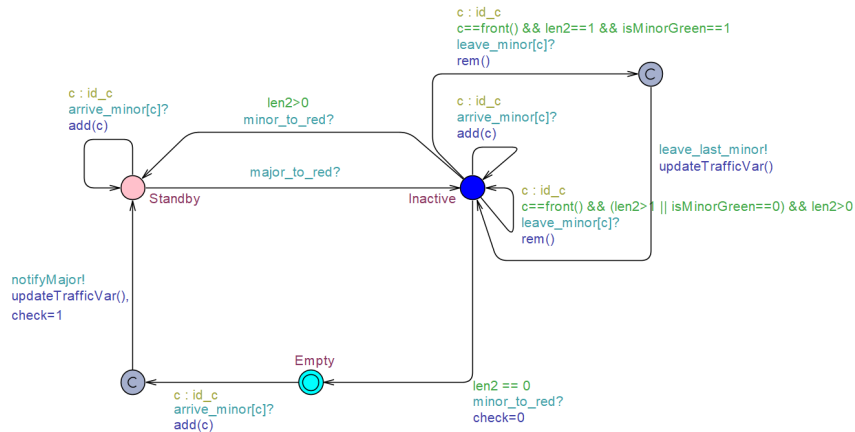 c : id_c
c==front() && len2==1 && isMinorGreen==1
leave_minor[c]?
rem()
C
c : id_c
arrive_minor[c]?
add(c)
len2>0
minor_to_red?
c : id_c
arrive_minor[c]?
add(c)
leave_last_minor!
updateTrafficVar()
major_to_red?
Standby
Inactive
c : id_c
c==front() && (len2>1 || isMinorGreen==0) && len2>0
leave_minor[c]?
rem()
notifyMajor!
updateTrafficVar(),
check=1
Empty
C
c : id_c
arrive_minor[c]?
add(c)
len2 == 0
minor_to_red?
check=0